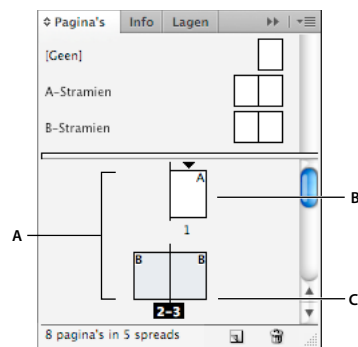 Pagina's Info Lagen
[Geen]
A-Stramien
B-Stramien
A
B
1
A
B B
C
2-3
8 pagina's in 5 spreads